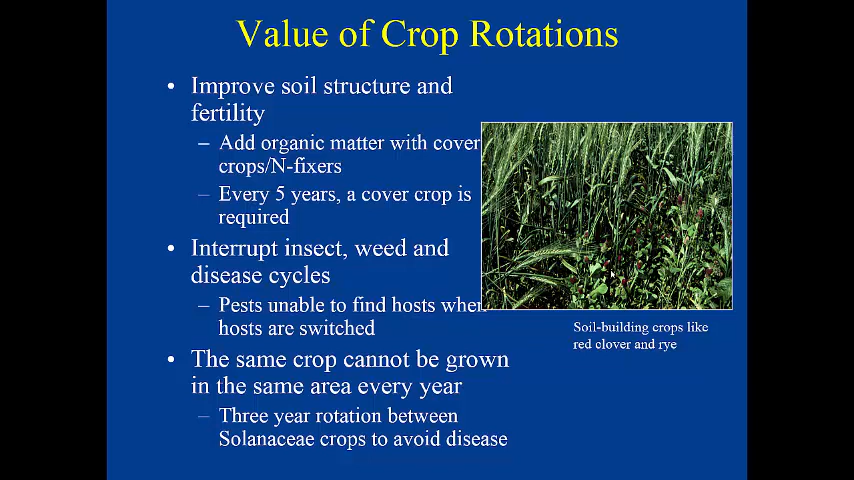 Value of Crop Rotations
• Improve soil structure and
fertility
– Add organic matter with cover
crops/N-fixers
– Every 5 years, a cover crop is
required
• Interrupt insect, weed and
disease cycles
– Pests unable to find hosts when
hosts are switched
• The same crop cannot be grown
in the same area every year
– Three year rotation between
Solanaceae crops to avoid disease
Soil-building crops like
red clover and rye